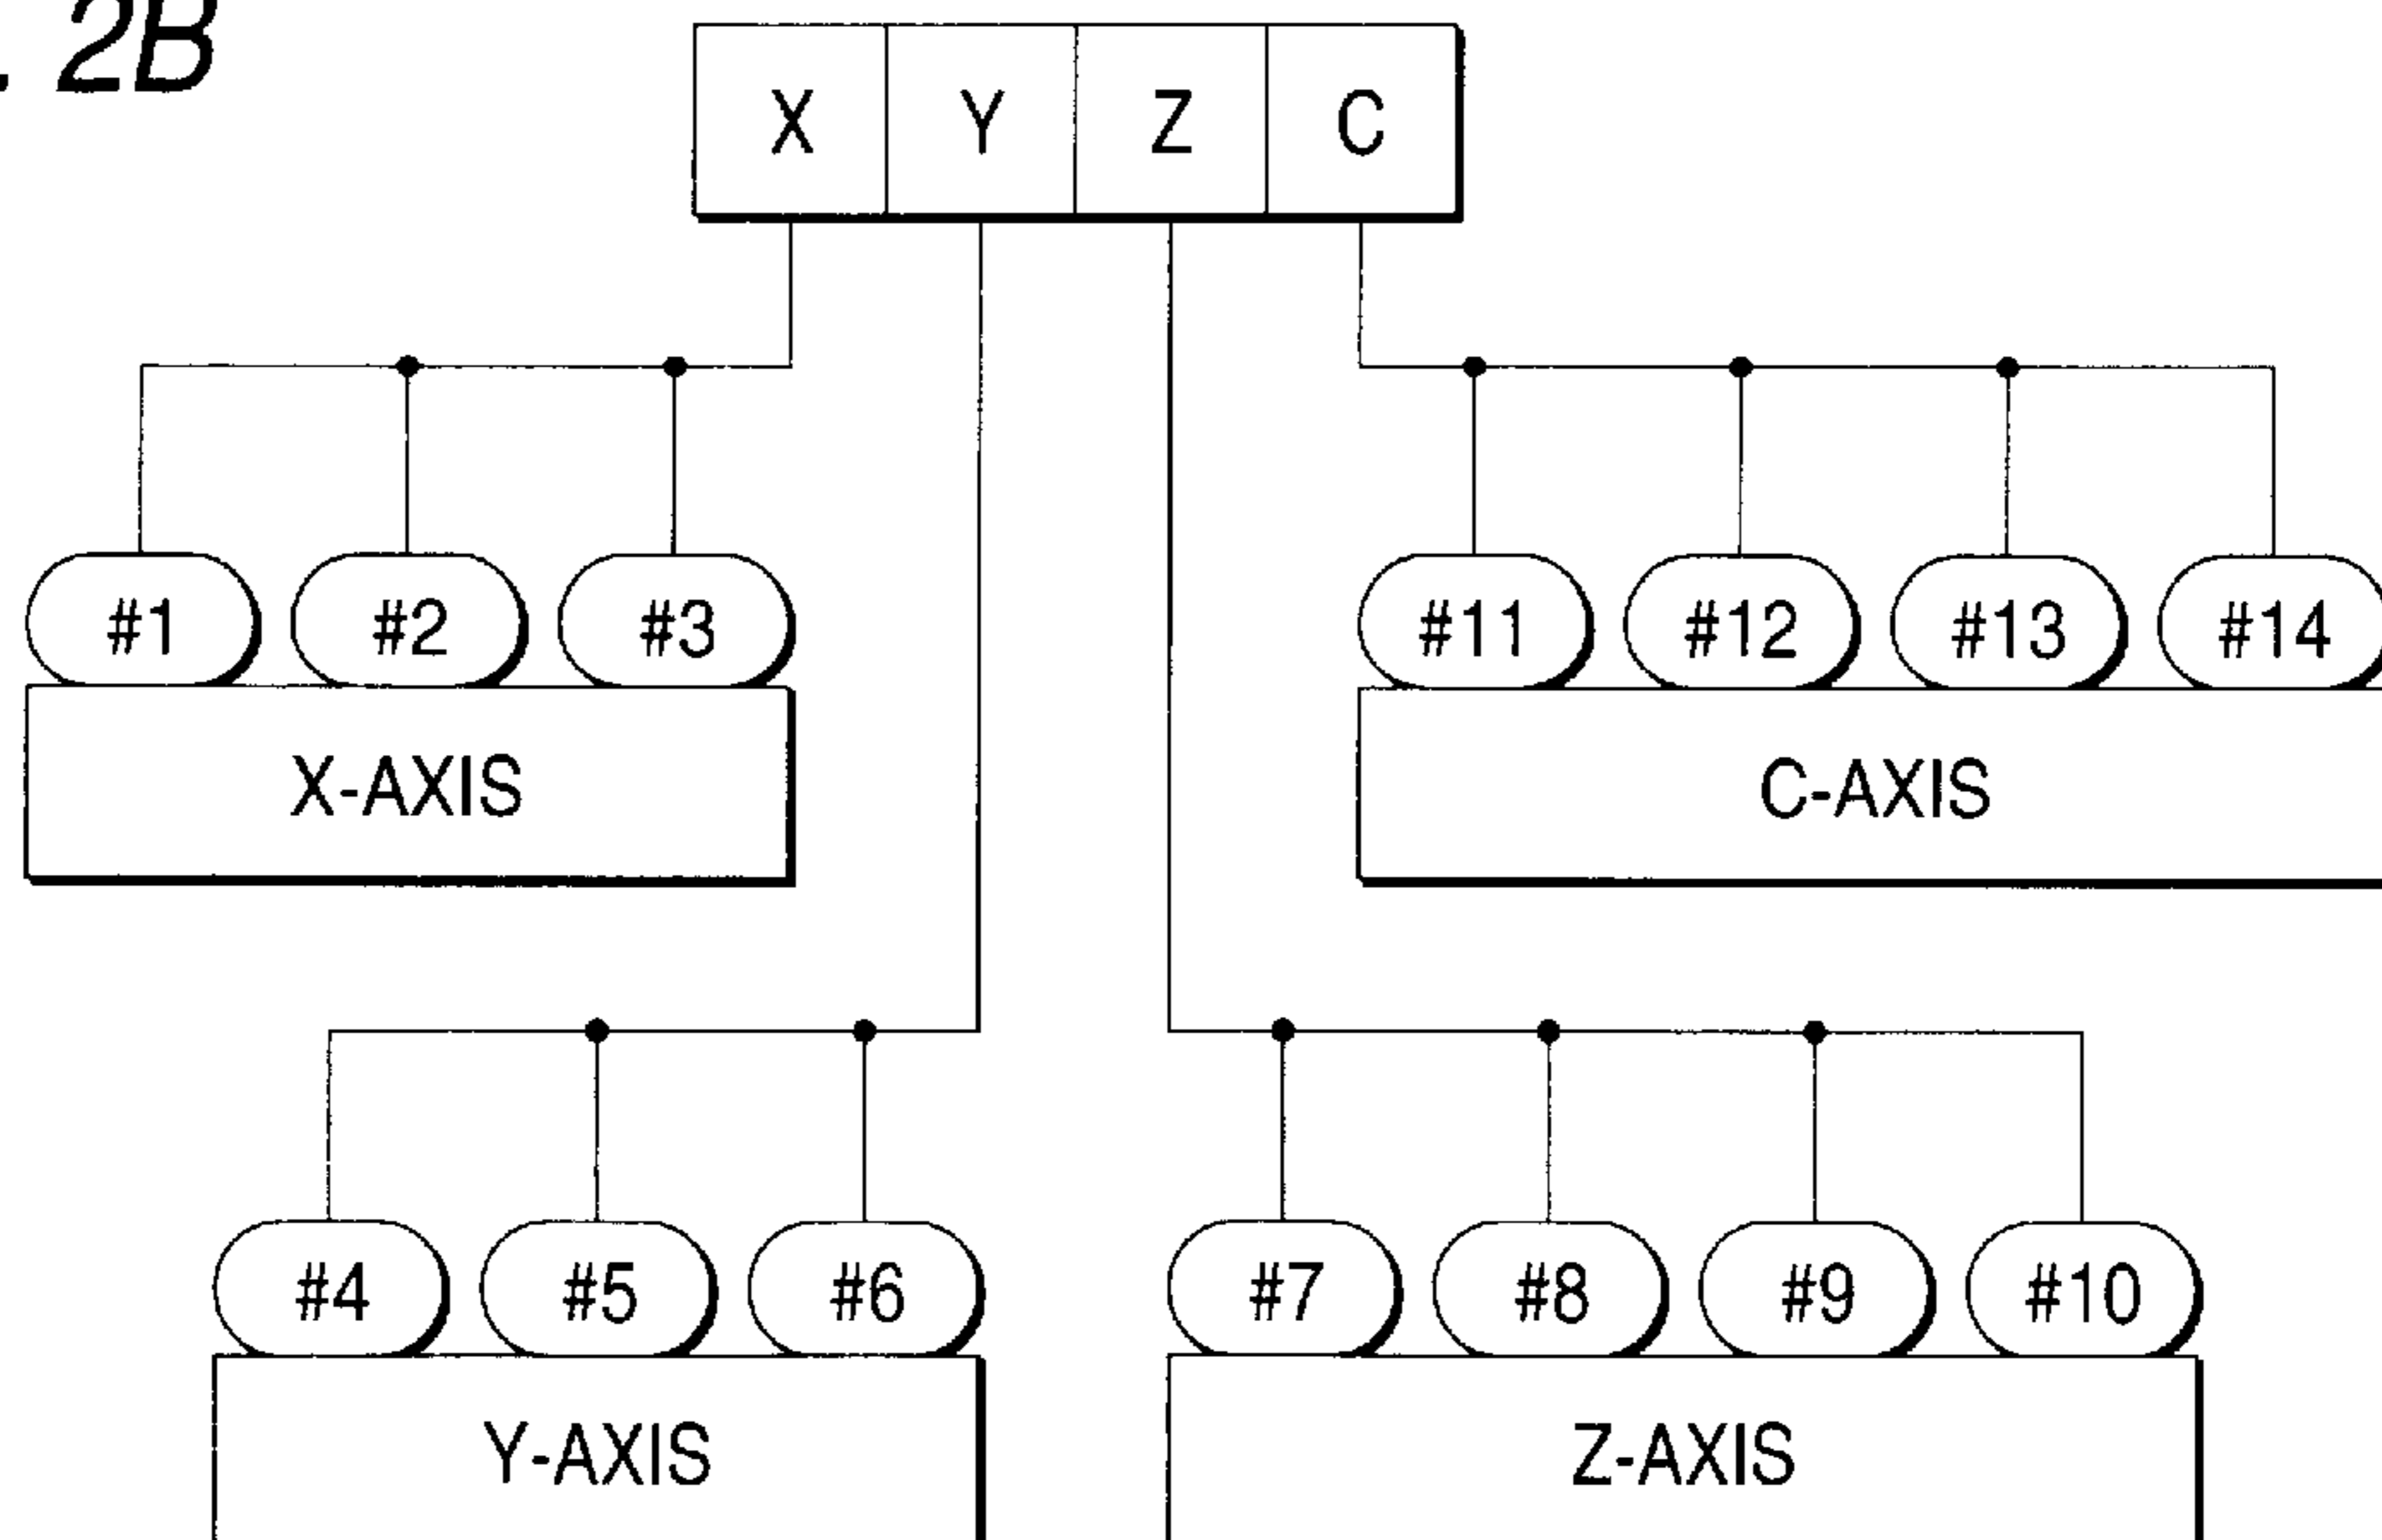 . 2B
X Y Z C
#1 #2 #3
#11 #12 #13 #14
X-AXIS
C-AXIS
#4 #5 #6
#7 #8 #9 #10
Y-AXIS
Z-AXIS